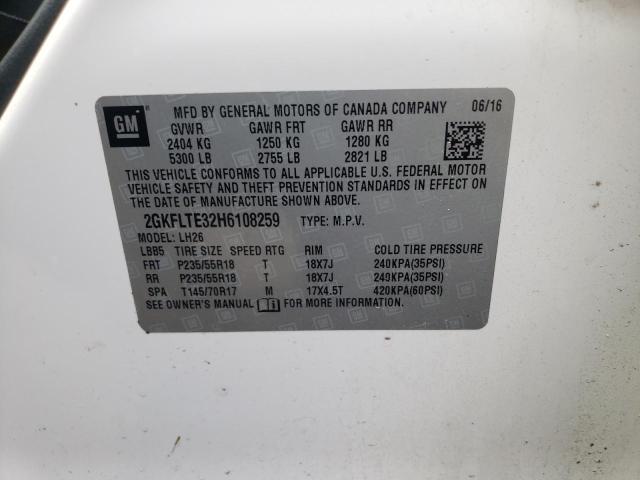 GM
MFD BY GENERAL MOTORS OF CANADA COMPANY 06/16
GVWR GAWR FRT GAWR RR
2404 KG 1250 KG 1280 KG
5300 LB 2755 LB 2821 LB
THIS VEHICLE CONFORMS TO ALL APPLICABLE U.S. FEDERAL MOTOR
VEHICLE SAFETY AND THEFT PREVENTION STANDARDS IN EFFECT ON
THE DATE OF MANUFACTURE SHOWN ABOVE.
2GKFLTE32H6108259 TYPE: M.P.V.
MODEL: LH26
LBB5 TIRE SIZE SPEED RTG RIM COLD TIRE PRESSURE
FRT P235/55R18 T 18X7J 240KPA(35PSI)
RR P235/55R18 T 18X7J 240KPA(35PSI)
SPA T145/70R17 M 17X4.5T 420KPA(60PSI)
SEE OWNER'S MANUAL FOR MORE INFORMATION.